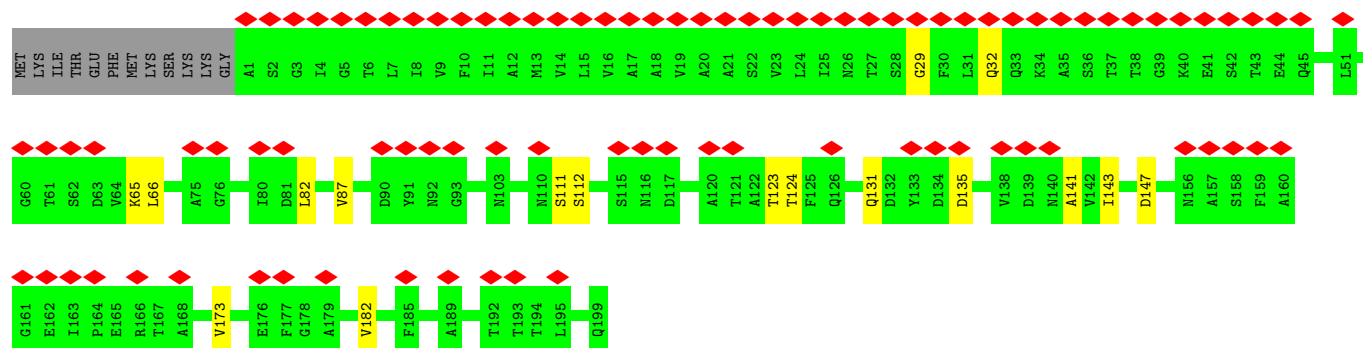 MET LYS ILE THR GLU PHE MET LYS SER LYS LYS GLY A1 S2 G3 I4 G5 T6 L7 I8 V9 F10 I11 A12 M13 V14 L15 V16 A17 A18 V19 A20 A21 S22 V23 L24 I25 N26 T27 S28 G29 F30 L31 Q32 Q33 K34 A35 S36 T37 T38 G39 K40 E41 S42 T43 E44 Q45 L51
G60 T61 S62 D63 V64 K65 L66 A75 G76 I80 D81 L82 V87 D90 Y91 N92 G93 N103 N110 S111 S112 S115 N116 D117 A120 T121 A122 T123 T124 F125 Q126 Q131 D132 Y133 D134 D135 V138 D139 N140 A141 V142 I143 D147 N156 A157 S158 F159 A160
G161 E162 I163 P164 E165 R166 T167 A168 V173 E176 F177 G178 A179 V182 F185 A189 T192 T193 T194 L195 Q199